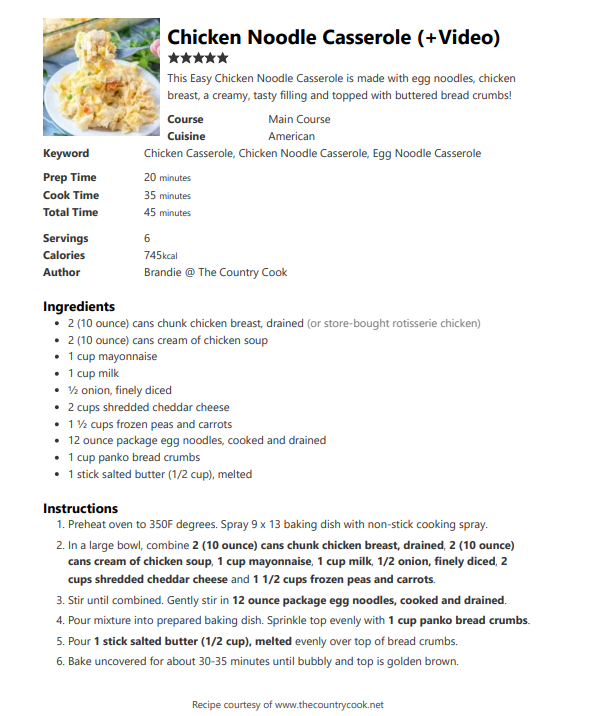 Chicken Noodle Casserole (+Video)
★★★★★
This Easy Chicken Noodle Casserole is made with egg noodles, chicken
breast, a creamy, tasty filling and topped with buttered bread crumbs!
Course Main Course
Cuisine American
Keyword Chicken Casserole, Chicken Noodle Casserole, Egg Noodle Casserole
Prep Time 20 minutes
Cook Time 35 minutes
Total Time 45 minutes
Servings 6
Calories 745kcal
Author Brandie @ The Country Cook
Ingredients
• 2 (10 ounce) cans chunk chicken breast, drained (or store-bought rotisserie chicken)
• 2 (10 ounce) cans cream of chicken soup
• 1 cup mayonnaise
• 1 cup milk
• ½ onion, finely diced
• 2 cups shredded cheddar cheese
• 1 ½ cups frozen peas and carrots
• 12 ounce package egg noodles, cooked and drained
• 1 cup panko bread crumbs
• 1 stick salted butter (1/2 cup), melted
Instructions
1. Preheat oven to 350F degrees. Spray 9 x 13 baking dish with non-stick cooking spray.
2. In a large bowl, combine 2 (10 ounce) cans chunk chicken breast, drained, 2 (10 ounce)
cans cream of chicken soup, 1 cup mayonnaise, 1 cup milk, 1/2 onion, finely diced, 2
cups shredded cheddar cheese and 1 1/2 cups frozen peas and carrots.
3. Stir until combined. Gently stir in 12 ounce package egg noodles, cooked and drained.
4. Pour mixture into prepared baking dish. Sprinkle top evenly with 1 cup panko bread crumbs.
5. Pour 1 stick salted butter (1/2 cup), melted evenly over top of bread crumbs.
6. Bake uncovered for about 30-35 minutes until bubbly and top is golden brown.
Recipe courtesy of www.thecountrycook.net